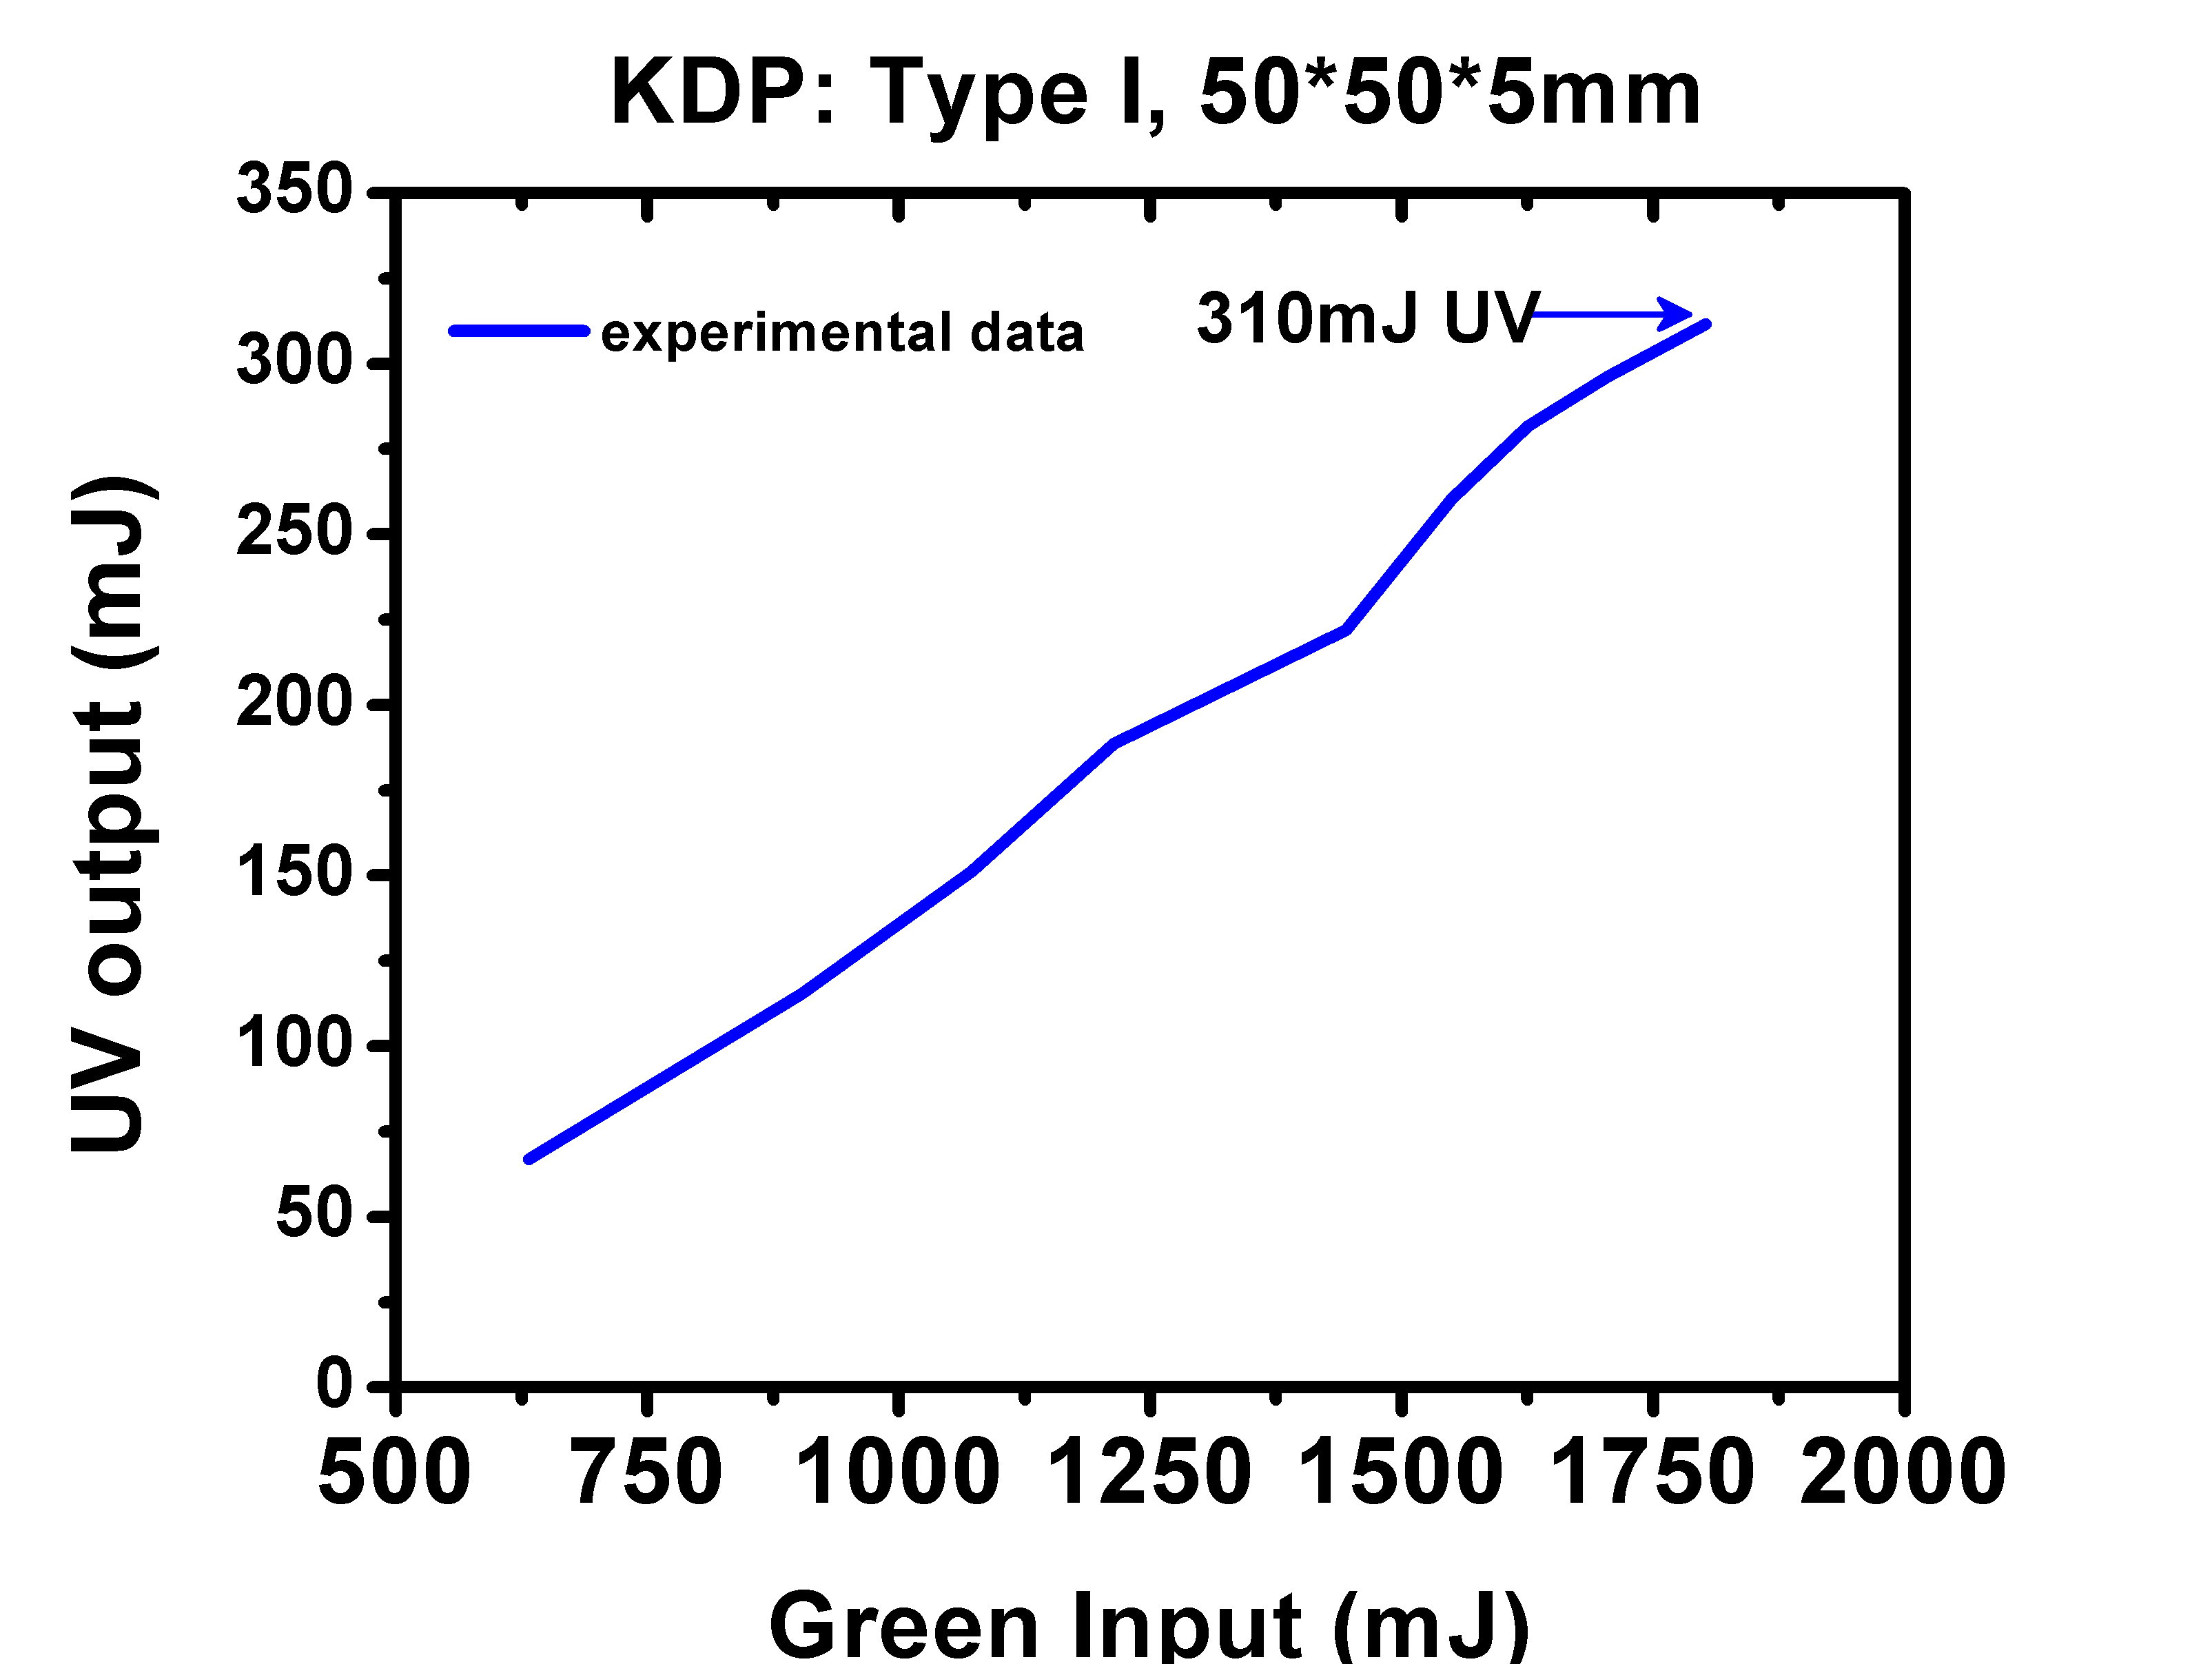 KDP: Type I, 50*50*5mm
350
300
250
200
150
100
50
0
UV output (mJ)
experimental data
310mJ UV
500 750 1000 1250 1500 1750 2000
Green Input (mJ)